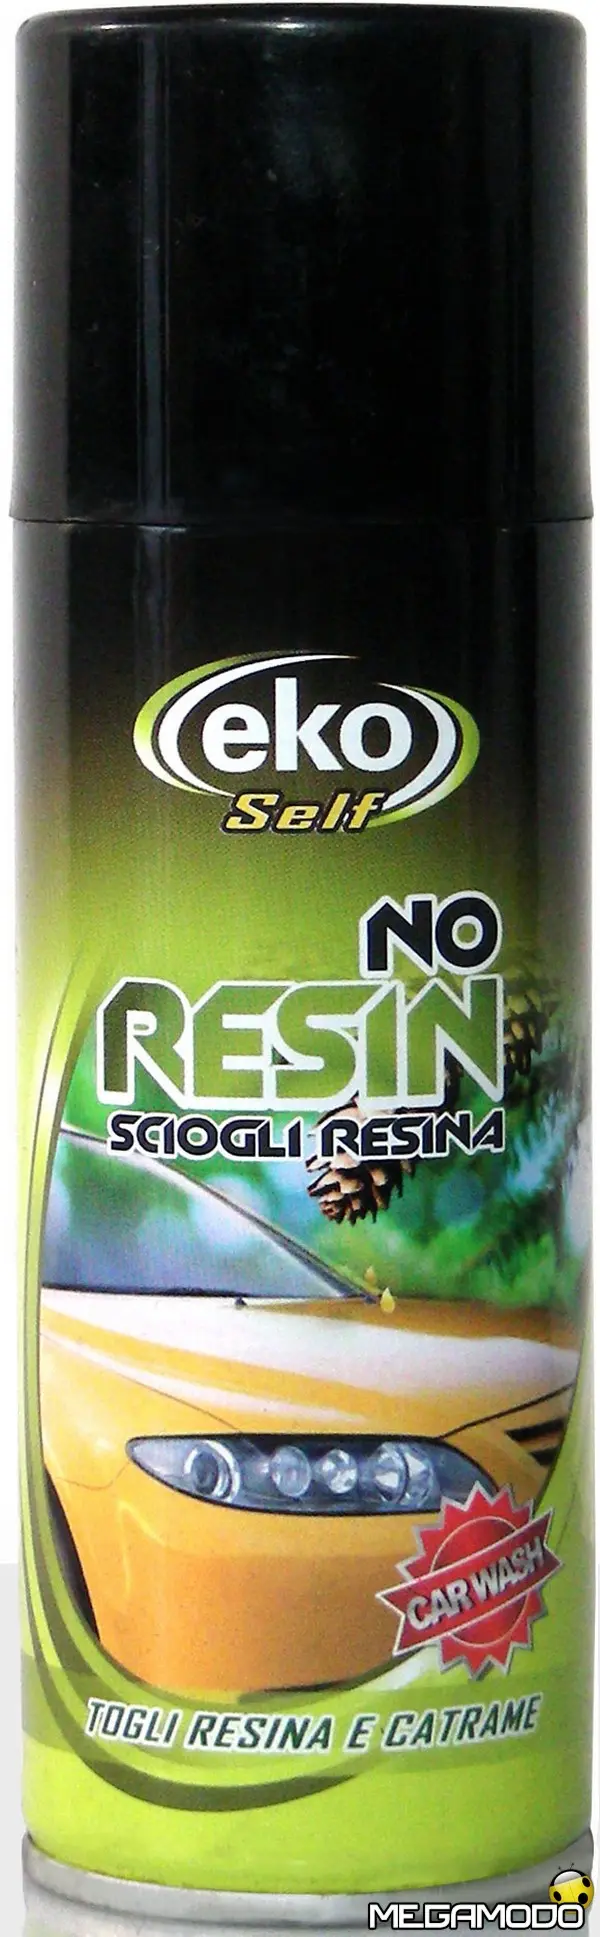 eko
Self
NO
RESIN
SCIOGLI RESINA
CAR WASH
TOGLI RESINA E CATRAME
MEGAMODO